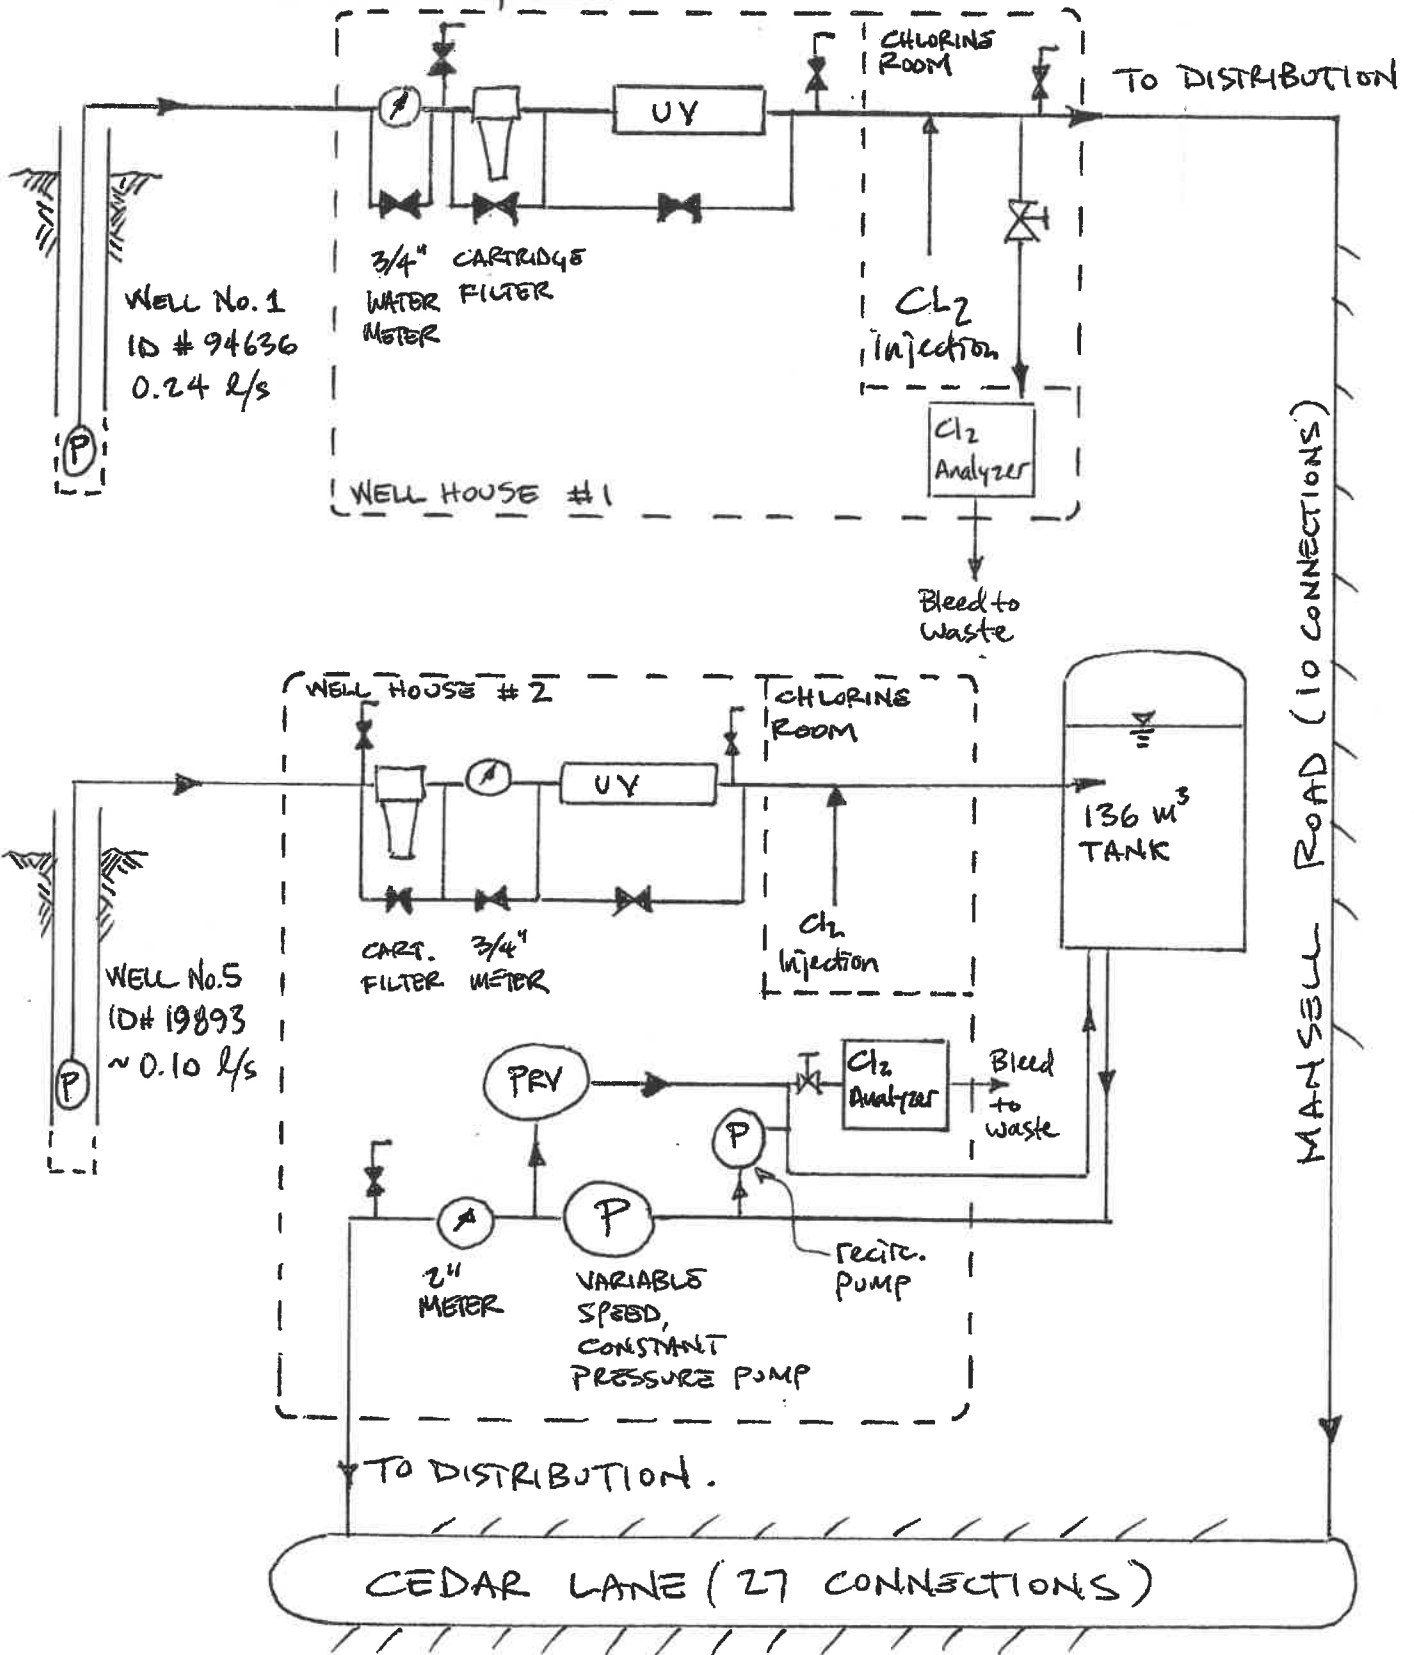 CHLORINE
ROOM
TO DISTRIBUTION
UV
3/4" CARTRIDGE
WATER FILTER
METER
WELL No. 1
ID # 94636
0.24 l/s
P
CL2
injection
Cl2
Analyzer
WELL HOUSE #1
Bleed to
Waste
MANSELL ROAD (10 CONNECTIONS)
WELL HOUSE #2
CHLORINE
ROOM
UV
136 m³
TANK
CART. 3/4"
FILTER METER
Cl2
Injection
WELL No. 5
ID# 19893
~ 0.10 l/s
P
PRV
Cl2
Analyzer
Bleed
to
waste
P
P
recirc.
pump
2"
METER
VARIABLE
SPEED,
CONSTANT
PRESSURE PUMP
TO DISTRIBUTION.
CEDAR LANE (27 CONNECTIONS)